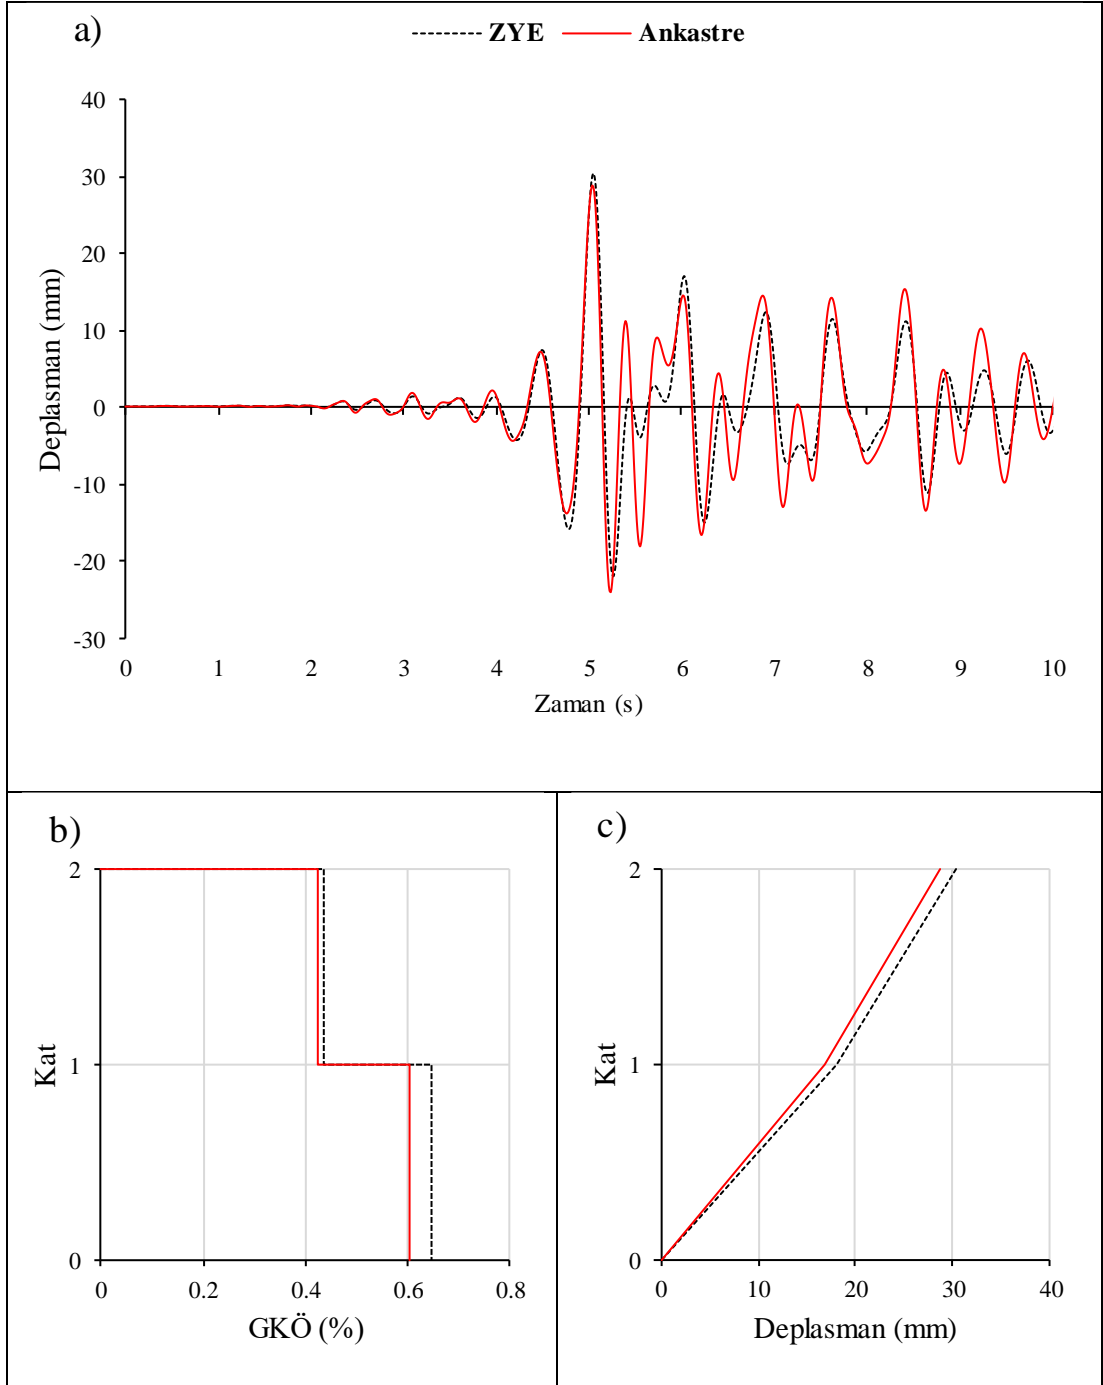 a)
ZYE Ankastre
40
30
20
10
0
-10
-20
-30
Deplasman (mm)
0 1 2 3 4 5 6 7 8 9 10
Zaman (s)
b)
2
1
0
Kat
0 0.2 0.4 0.6 0.8
GKÖ (%)
c)
2
1
0
Kat
0 10 20 30 40
Deplasman (mm)